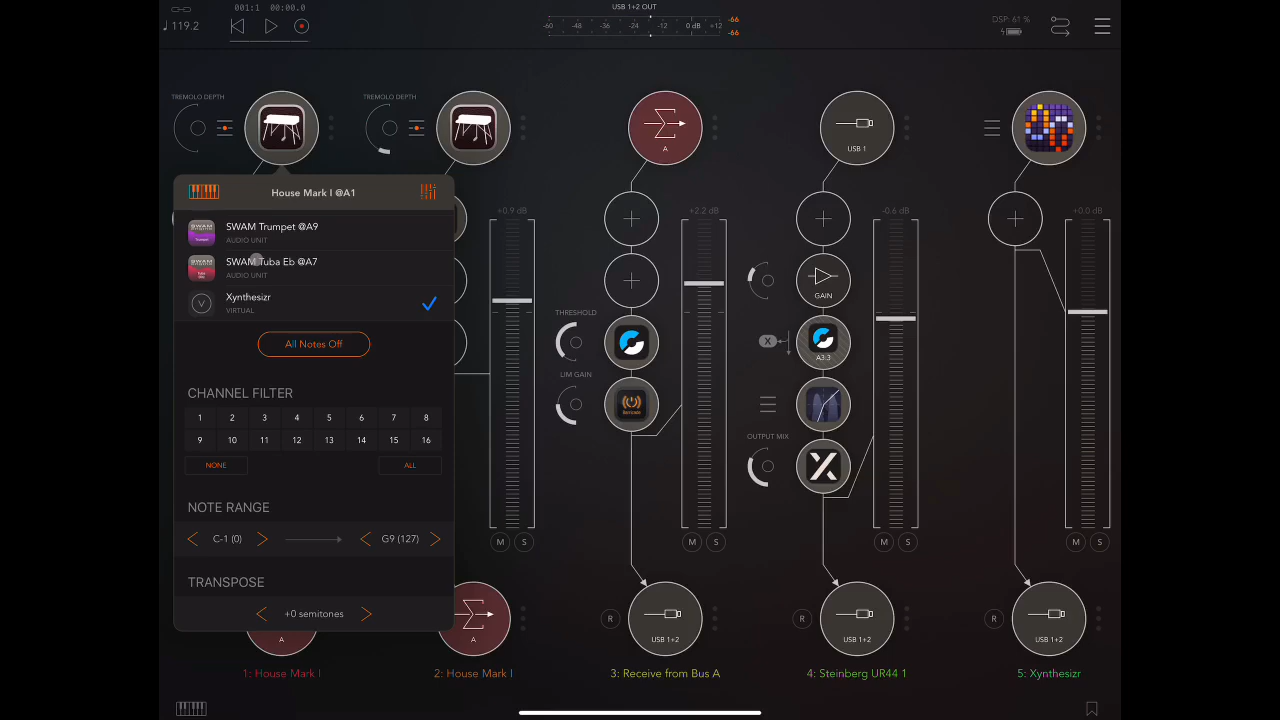 USB 1+2 OUT
001:1 00:00.0
♩ 119.2
-60 -48 -36 -24 -12 0 dB +12
-66
-66
DSP: 61 %
TREMOLO DEPTH
TREMOLO DEPTH
A
USB 1
House Mark I @A1
SWAM Trumpet @A9
AUDIO UNIT
SWAM Tuba Eb @A7
AUDIO UNIT
Xynthesizr
VIRTUAL
V
All Notes Off
CHANNEL FILTER
1 2 3 4 5 6 7 8
9 10 11 12 13 14 15 16
NONE ALL
NOTE RANGE
C-1 (0) G9 (127)
TRANSPOSE
+0 semitones
+0.9 dB
+2.2 dB
-0.6 dB
+0.0 dB
GAIN
THRESHOLD
X
A3:3
LIM GAIN
OUTPUT MIX
M S
M S
M S
M S
A
A
R
USB 1+2
R
USB 1+2
R
USB 1+2
1: House Mark I
2: House Mark I
3: Receive from Bus A
4: Steinberg UR44 1
5: Xynthesizr